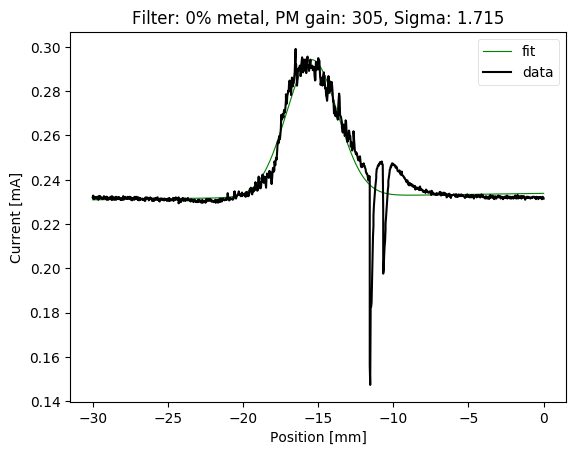 Filter: 0% metal, PM gain: 305, Sigma: 1.715
fit
data
Current [mA]
0.30
0.28
0.26
0.24
0.22
0.20
0.18
0.16
0.14
−30 −25 −20 −15 −10 −5 0
Position [mm]